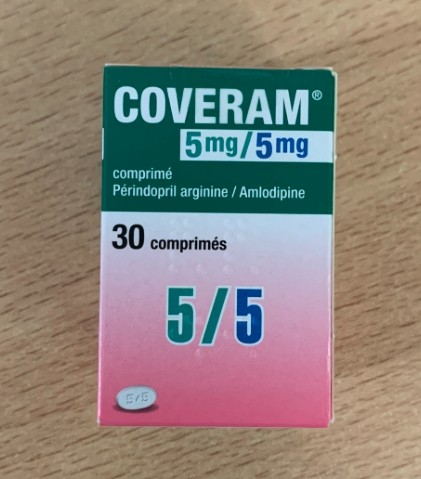 COVERAM®
5mg/5mg
comprimé
Périndopril arginine / Amlodipine
30 comprimés
5/5
5/5